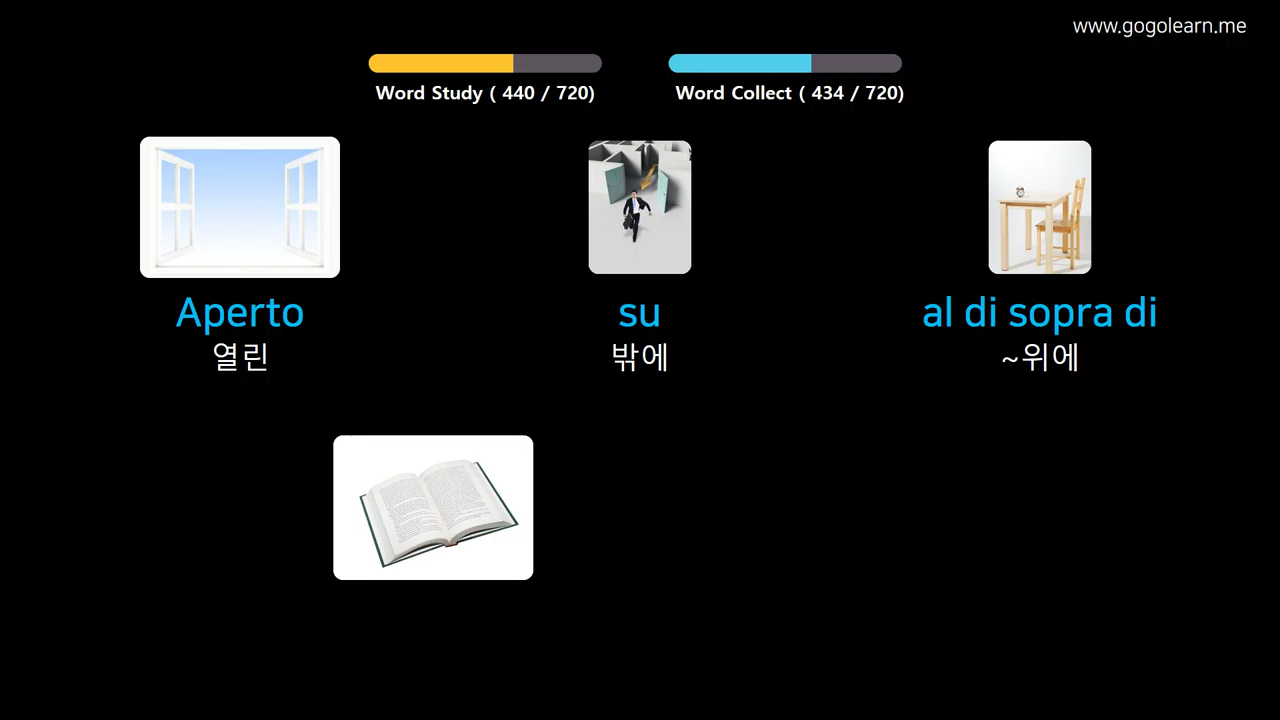 www.gogolearn.me
Word Study ( 440 / 720)
Word Collect ( 434 / 720)
Aperto
열린
su
밖에
al di sopra di
~위에